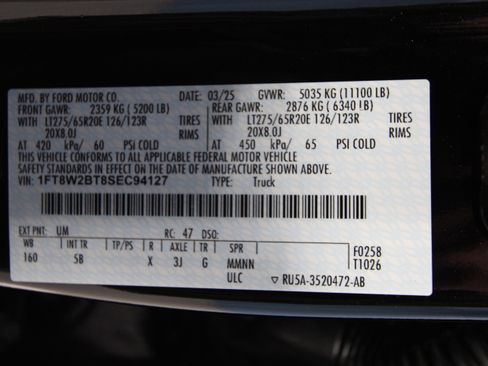 MFD. BY FORD MOTOR CO. DATE: 03/25 GVWR: 5035 KG (11100 LB)
FRONT GAWR: 2359 KG (5200 LB) REAR GAWR: 2876 KG (6340 LB)
WITH LT275/65R20E 126/123R TIRES WITH LT275/65R20E 126/123R TIRES
20X8.0J 20X8.0J
AT 420 kPa/ 60 PSI COLD AT 450 kPa/ 65 PSI COLD
THIS VEHICLE CONFORMS TO ALL APPLICABLE FEDERAL MOTOR VEHICLE
SAFETY STANDARDS IN EFFECT ON THE DATE OF MANUFACTURE SHOWN ABOVE.
VIN: 1FT8W2BT8SEC94127 TYPE: Truck
EXT PNT: UM RC: 47 DSO:
WB INT TR TP/PS R AXLE TR SPR F0258
160 5B X 3J G MMNN T1026
ULC ▽ RU5A-3520472-AB